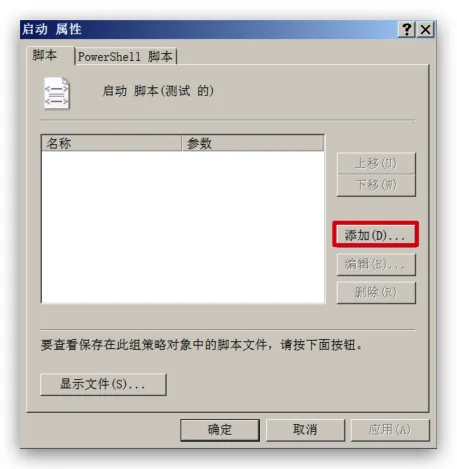 启动 属性
脚本 PowerShell 脚本
启动 脚本(测试 的)
名称 参数
上移(U)
下移(W)
添加(D)...
编辑(E)...
删除(R)
要查看保存在此组策略对象中的脚本文件，请按下面按钮。
显示文件(S)...
确定 取消 应用(A)